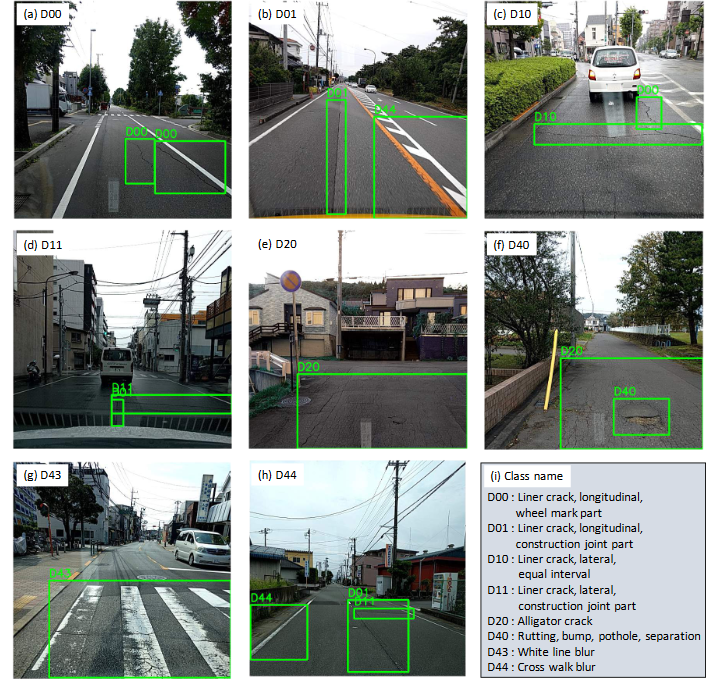 (a) D00
D00
D00
(b) D01
D01
D44
(c) D10
D00
D10
(d) D11
D11
D01
(e) D20
D20
(f) D40
D20
D40
(g) D43
D43
(h) D44
D44
D01
D11
(i) Class name
D00 : Liner crack, longitudinal,
wheel mark part
D01 : Liner crack, longitudinal,
construction joint part
D10 : Liner crack, lateral,
equal interval
D11 : Liner crack, lateral,
construction joint part
D20 : Alligator crack
D40 : Rutting, bump, pothole, separation
D43 : White line blur
D44 : Cross walk blur